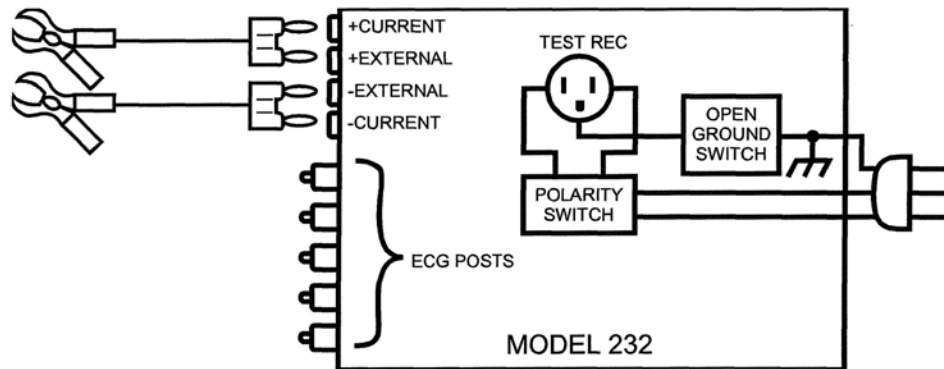 +CURRENT
+EXTERNAL
-EXTERNAL
-CURRENT
TEST REC
OPEN
GROUND
SWITCH
POLARITY
SWITCH
ECG POSTS
MODEL 232